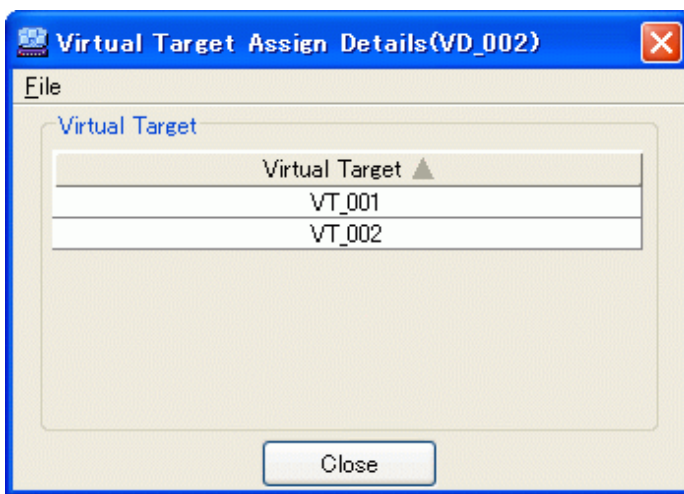 Virtual Target Assign Details(VD_002)
File
Virtual Target
Virtual Target
VT_001
VT_002
Close